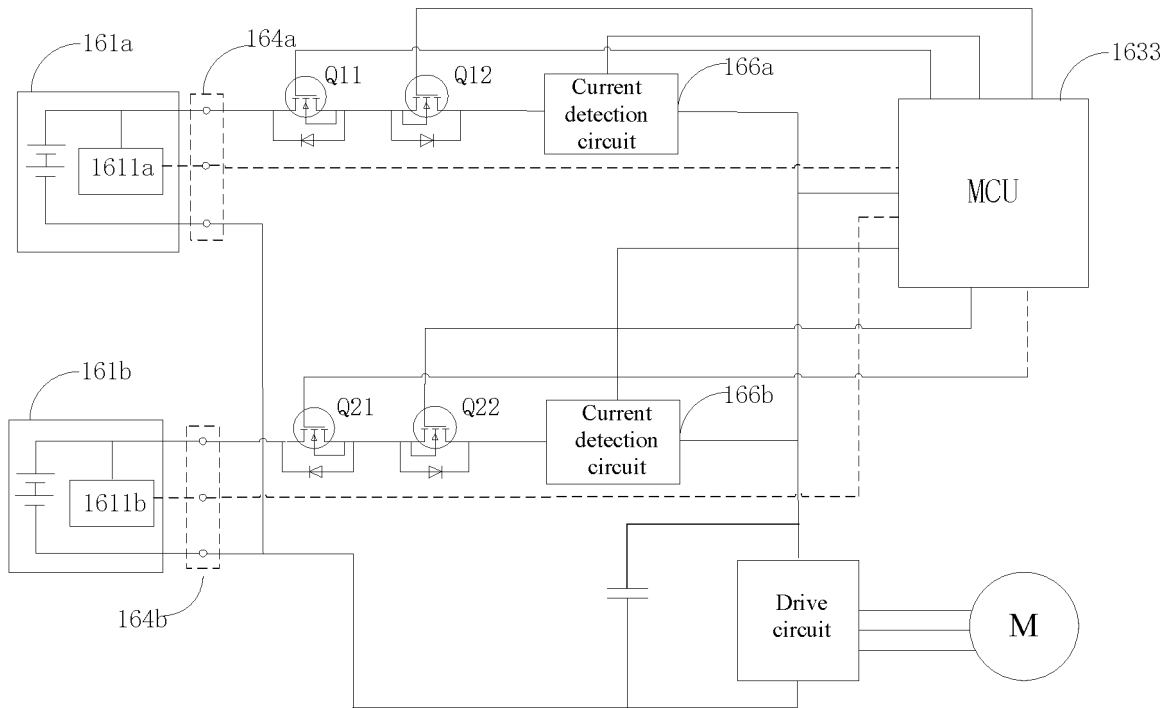 161a
164a
Q11
Q12
166a
1633
Current
detection
circuit
1611a
MCU
161b
Q21
Q22
166b
Current
detection
circuit
1611b
164b
Drive
circuit
M